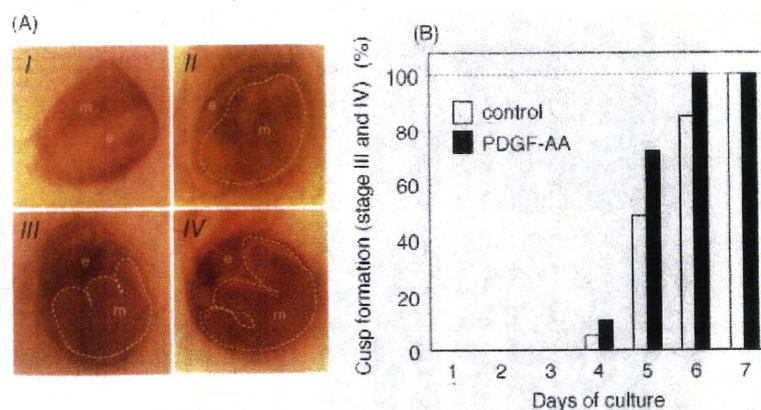 (A)
I
II
m
e
e
m
III
IV
e
m
e
m
(B)
Cusp formation (stage III and IV) (%)
100
80
60
40
20
0
control
PDGF-AA
1 2 3 4 5 6 7
Days of culture